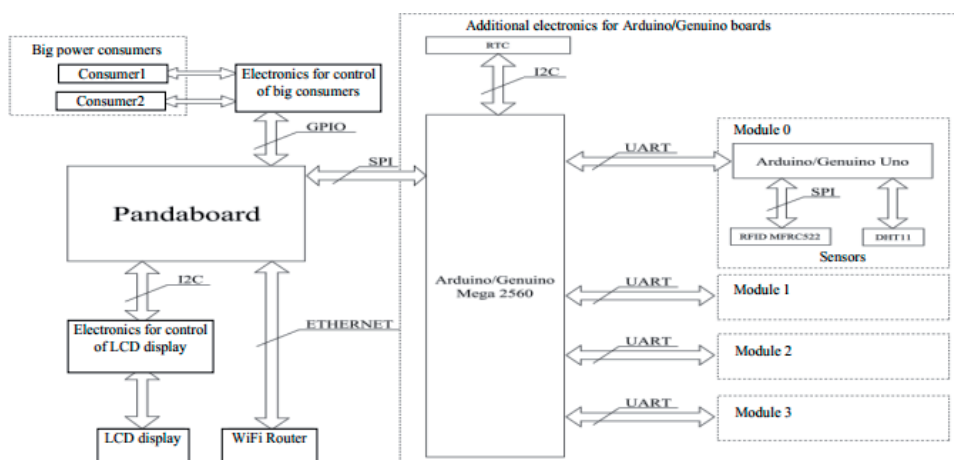 Additional electronics for Arduino/Genuino boards
RTC
I2C
Big power consumers
Consumer1
Consumer2
Electronics for control
of big consumers
GPIO
SPI
Pandaboard
I2C
ETHERNET
Electronics for control
of LCD display
LCD display
WiFi Router
Arduino/Genuino
Mega 2560
UART
Module 0
Arduino/Genuino Uno
SPI
RFID MFRC522
DHT11
Sensors
UART
Module 1
UART
Module 2
UART
Module 3